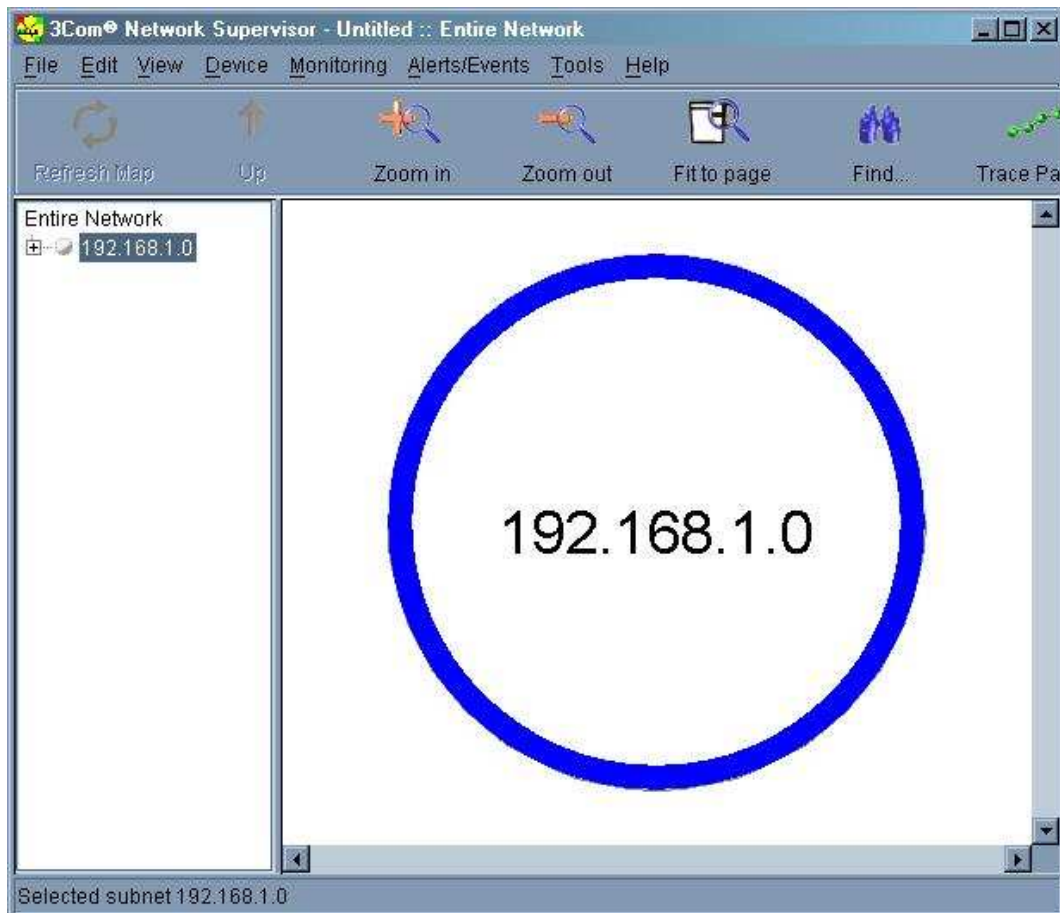 3Com® Network Supervisor - Untitled :: Entire Network
File Edit View Device Monitoring Alerts/Events Tools Help
Refresh Map Up Zoom in Zoom out Fit to page Find... Trace Pa
Entire Network
192.168.1.0
192.168.1.0
Selected subnet 192.168.1.0